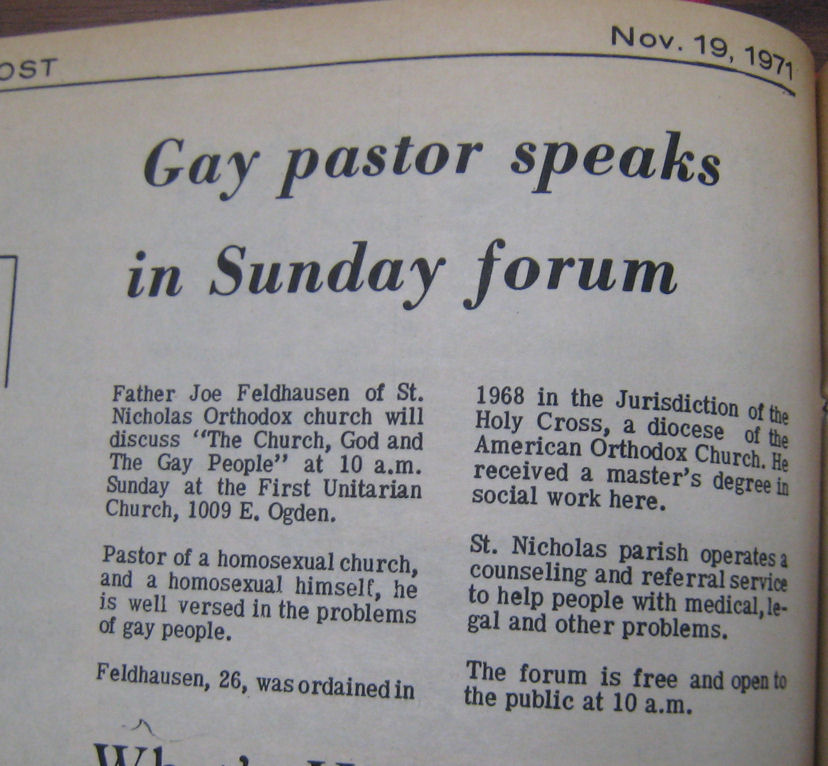 OST
Nov. 19, 1971
Gay pastor speaks
in Sunday forum
Father Joe Feldhausen of St.
Nicholas Orthodox church will
discuss “The Church, God and
The Gay People” at 10 a.m.
Sunday at the First Unitarian
Church, 1009 E. Ogden.
Pastor of a homosexual church,
and a homosexual himself, he
is well versed in the problems
of gay people.
Feldhausen, 26, was ordained in
1968 in the Jurisdiction of the
Holy Cross, a diocese of the
American Orthodox Church. He
received a master's degree in
social work here.
St. Nicholas parish operates a
counseling and referral service
to help people with medical, le-
gal and other problems.
The forum is free and open to
the public at 10 a.m.